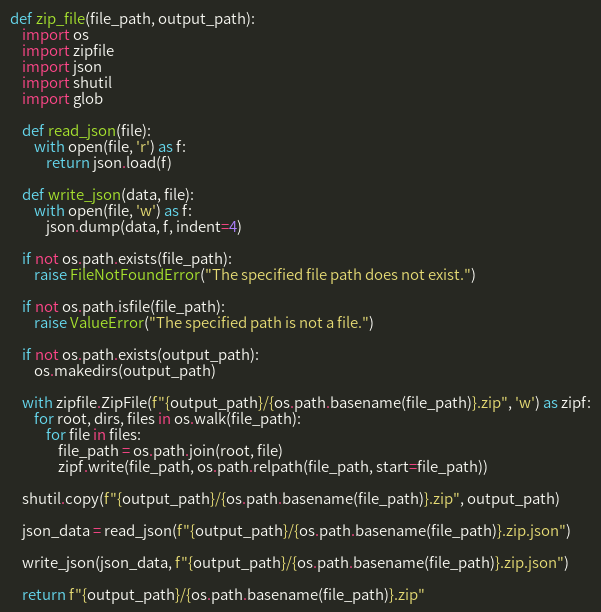 def zip_file(file_path, output_path):
    import os
    import zipfile
    import json
    import shutil
    import glob

    def read_json(file):
        with open(file, 'r') as f:
            return json.load(f)

    def write_json(data, file):
        with open(file, 'w') as f:
            json.dump(data, f, indent=4)

    if not os.path.exists(file_path):
        raise FileNotFoundError("The specified file path does not exist.")

    if not os.path.isfile(file_path):
        raise ValueError("The specified path is not a file.")

    if not os.path.exists(output_path):
        os.makedirs(output_path)

    with zipfile.ZipFile(f"{output_path}/{os.path.basename(file_path)}.zip", 'w') as zipf:
        for root, dirs, files in os.walk(file_path):
            for file in files:
                file_path = os.path.join(root, file)
                zipf.write(file_path, os.path.relpath(file_path, start=file_path))

    shutil.copy(f"{output_path}/{os.path.basename(file_path)}.zip", output_path)

    json_data = read_json(f"{output_path}/{os.path.basename(file_path)}.zip.json")

    write_json(json_data, f"{output_path}/{os.path.basename(file_path)}.zip.json")

    return f"{output_path}/{os.path.basename(file_path)}.zip"